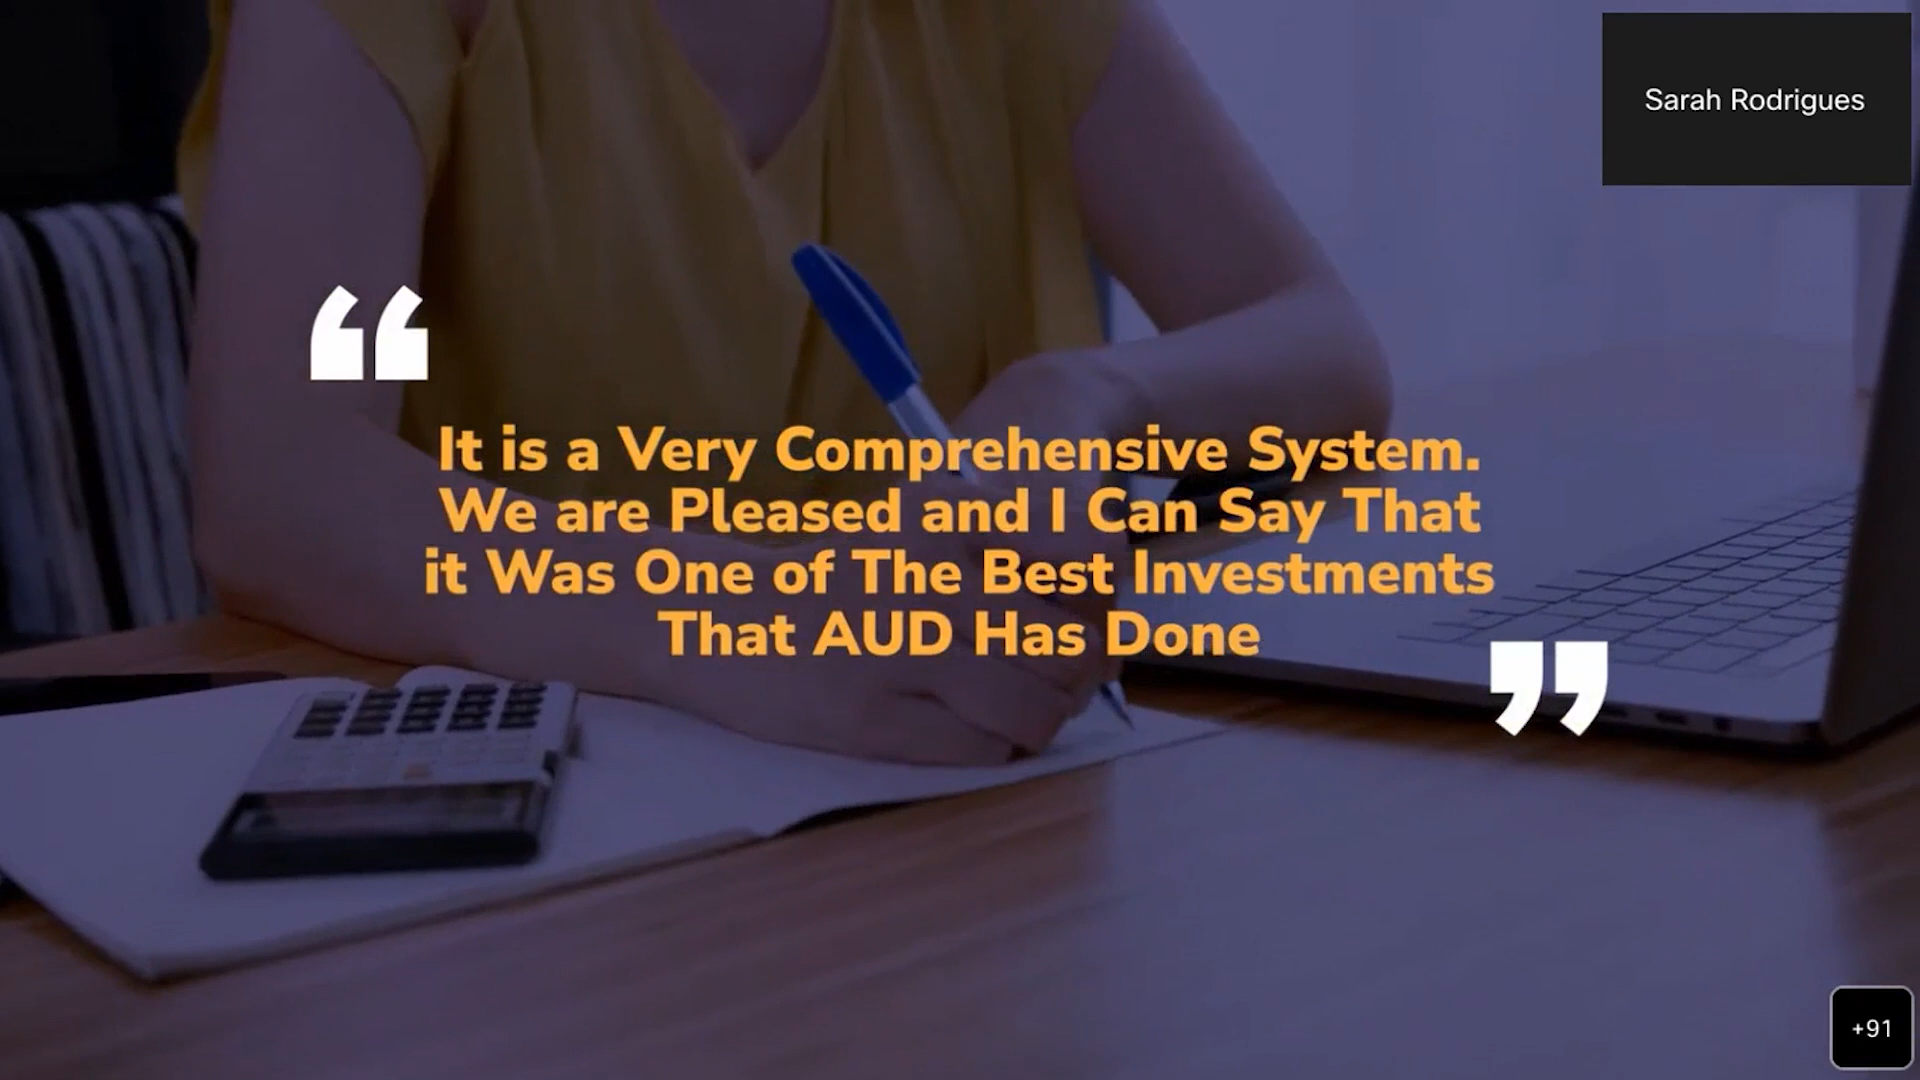 Sarah Rodrigues
“
It is a Very Comprehensive System.
We are Pleased and I Can Say That
it Was One of The Best Investments
That AUD Has Done
”
+91